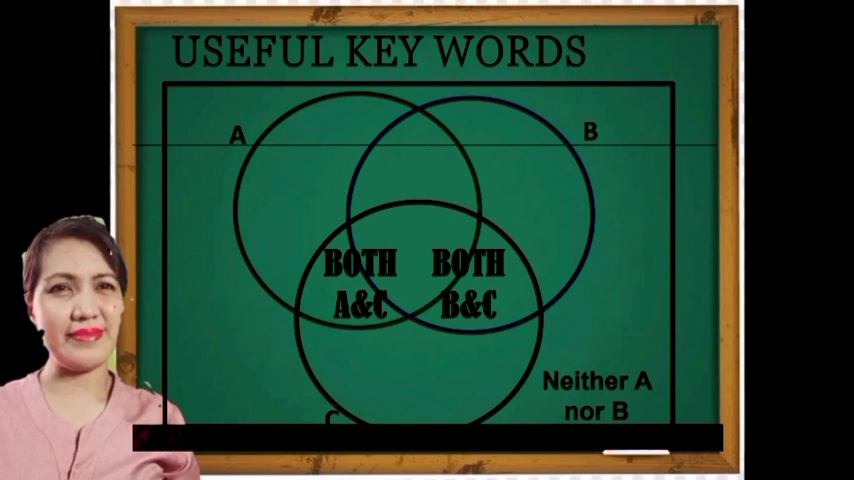 USEFUL KEY WORDS
A
B
BOTH BOTH
A&C B&C
Neither A
nor B
C